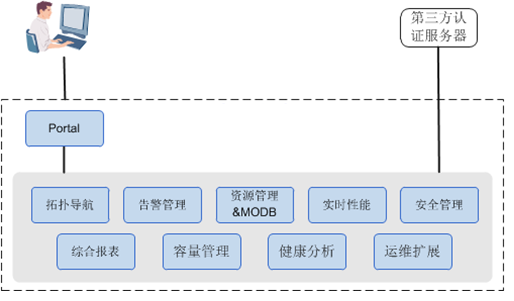 第三方认
证服务器
Portal
拓扑导航
告警管理
资源管理
&MODB
实时性能
安全管理
综合报表
容量管理
健康分析
运维扩展